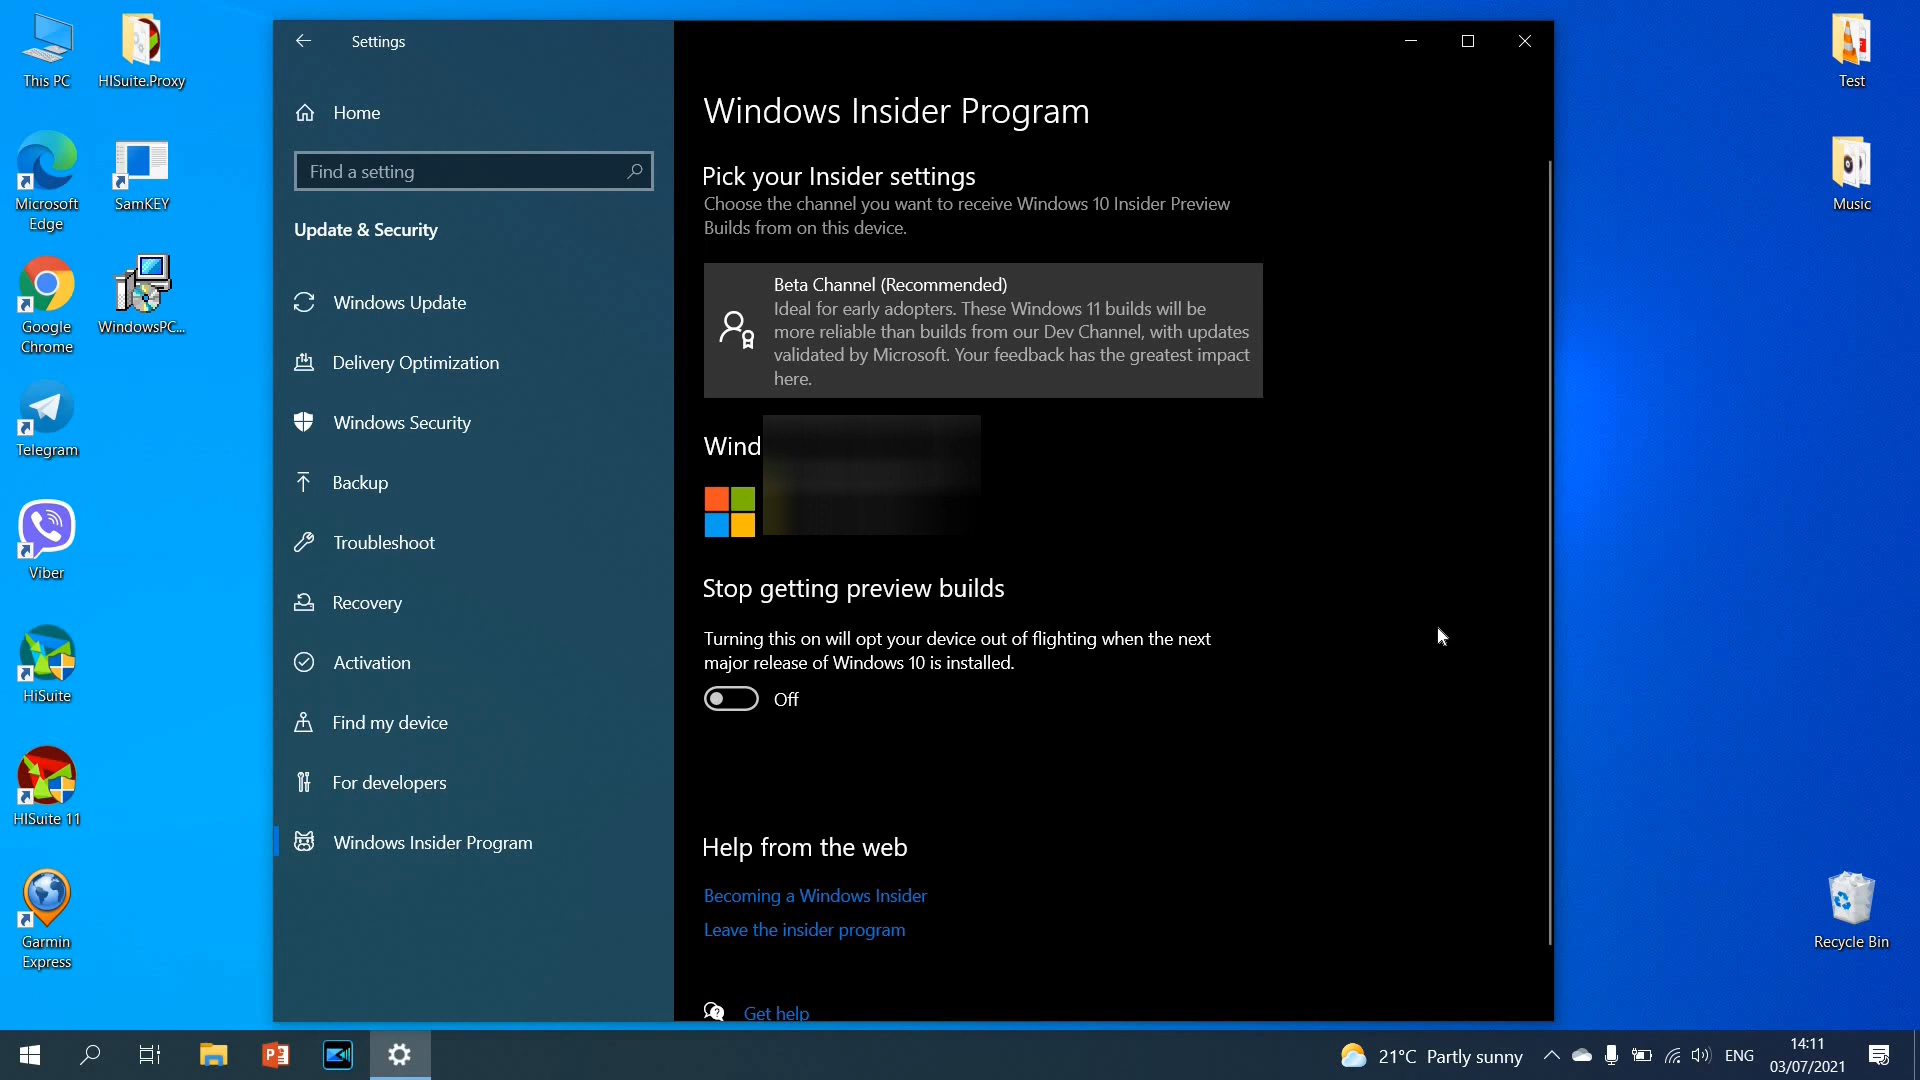 This PC
HISuite.Proxy
Microsoft
Edge
SamKEY
Google
Chrome
WindowsPC...
Telegram
Viber
HiSuite
HISuite 11
Garmin
Express
Settings
Home
Find a setting
Update & Security
Windows Update
Delivery Optimization
Windows Security
Backup
Troubleshoot
Recovery
Activation
Find my device
For developers
Windows Insider Program
Windows Insider Program
Pick your Insider settings
Choose the channel you want to receive Windows 10 Insider Preview
Builds from on this device.
Beta Channel (Recommended)
Ideal for early adopters. These Windows 11 builds will be
more reliable than builds from our Dev Channel, with updates
validated by Microsoft. Your feedback has the greatest impact
here.
Wind
Stop getting preview builds
Turning this on will opt your device out of flighting when the next
major release of Windows 10 is installed.
Off
Help from the web
Becoming a Windows Insider
Leave the insider program
Get help
Test
Music
Recycle Bin
21°C Partly sunny
ENG
14:11
03/07/2021